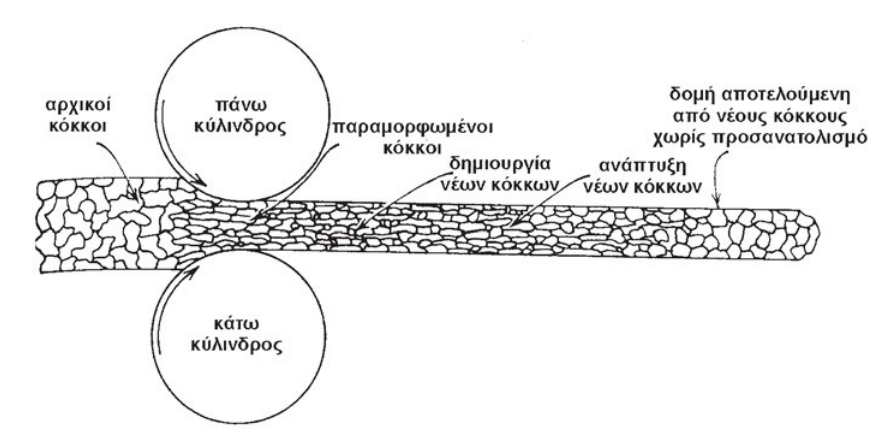 αρχικοί
κόκκοι
πάνω
κύλινδρος
παραμορφωμένοι
κόκκοι
δημιουργία
νέων κόκκων
ανάπτυξη
νέων κόκκων
δομή αποτελούμενη
από νέους κόκκους
χωρίς προσανατολισμό
κάτω
κύλινδρος